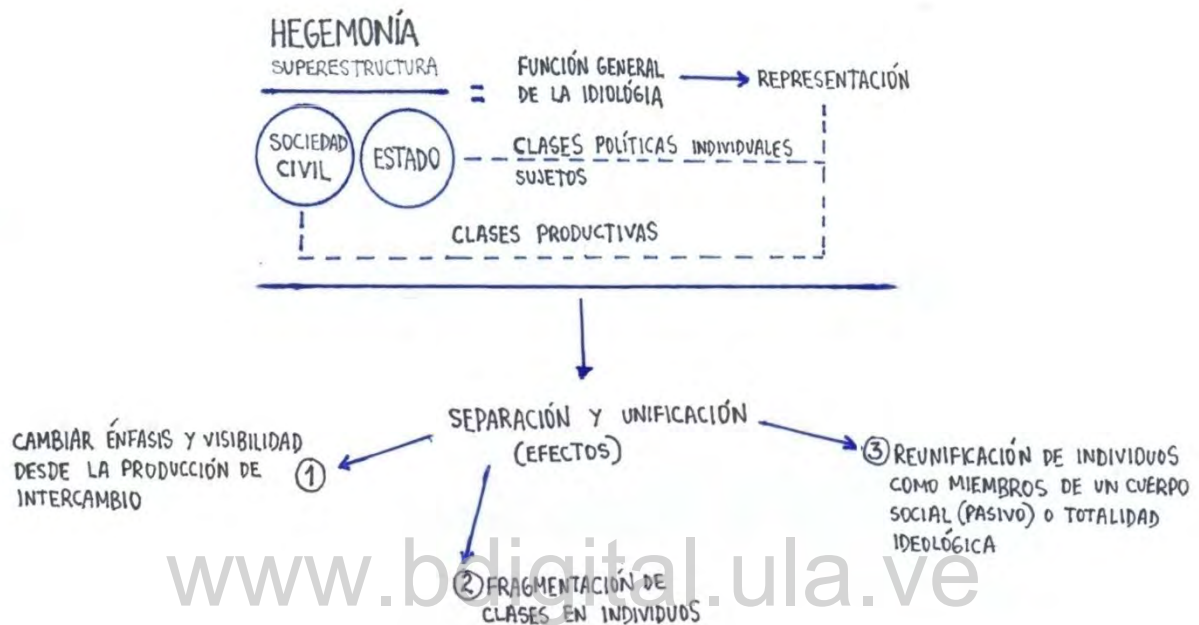 HEGEMONÍA
SUPERESTRUCTURA
=
FUNCIÓN GENERAL
DE LA IDIOLÓGIA
REPRESENTACIÓN
SOCIEDAD
CIVIL
ESTADO
CLASES POLÍTICAS INDIVIDUALES
SUJETOS
CLASES PRODUCTIVAS
SEPARACIÓN Y UNIFICACIÓN
(EFECTOS)
CAMBIAR ÉNFASIS Y VISIBILIDAD
DESDE LA PRODUCCIÓN DE
INTERCAMBIO
①
② FRAGMENTACIÓN DE
CLASES EN INDIVIDUOS
③ REUNIFICACIÓN DE INDIVIDUOS
COMO MIEMBROS DE UN CUERPO
SOCIAL (PASIVO) O TOTALIDAD
IDEOLÓGICA
www.bdigital.ula.ve